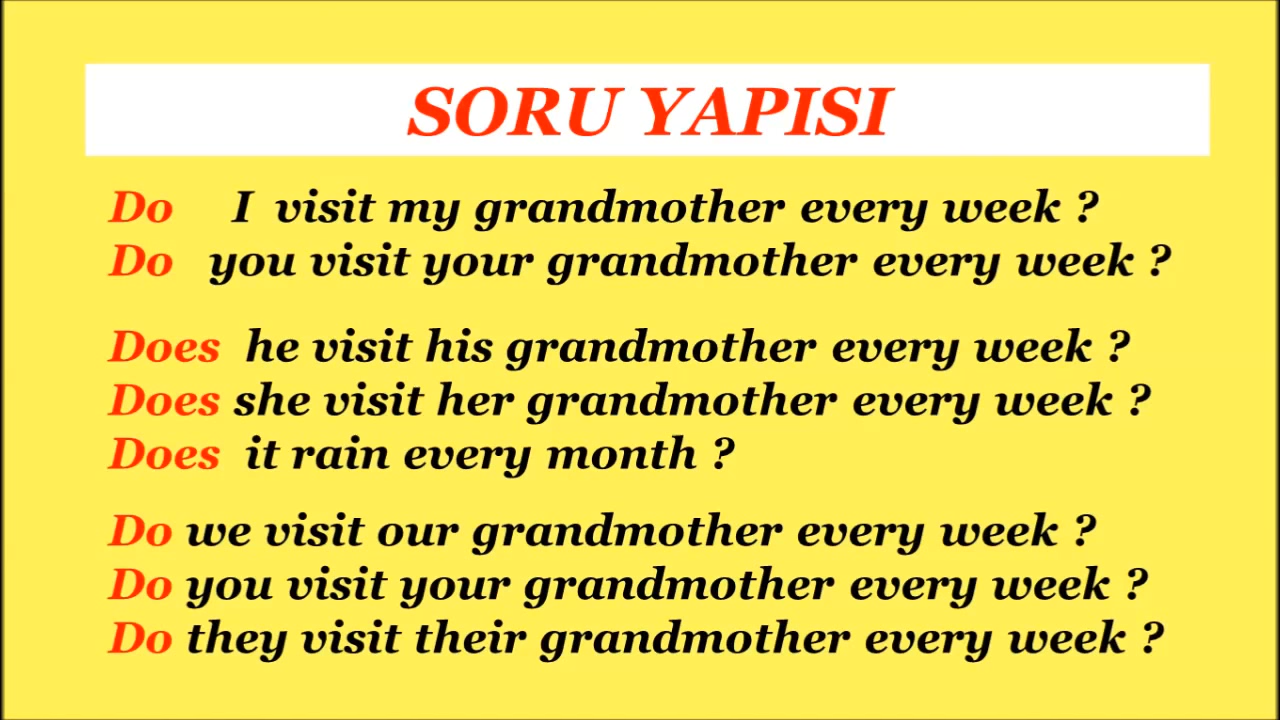 SORU YAPISI
Do I visit my grandmother every week ?
Do you visit your grandmother every week ?
Does he visit his grandmother every week ?
Does she visit her grandmother every week ?
Does it rain every month ?
Do we visit our grandmother every week ?
Do you visit your grandmother every week ?
Do they visit their grandmother every week ?